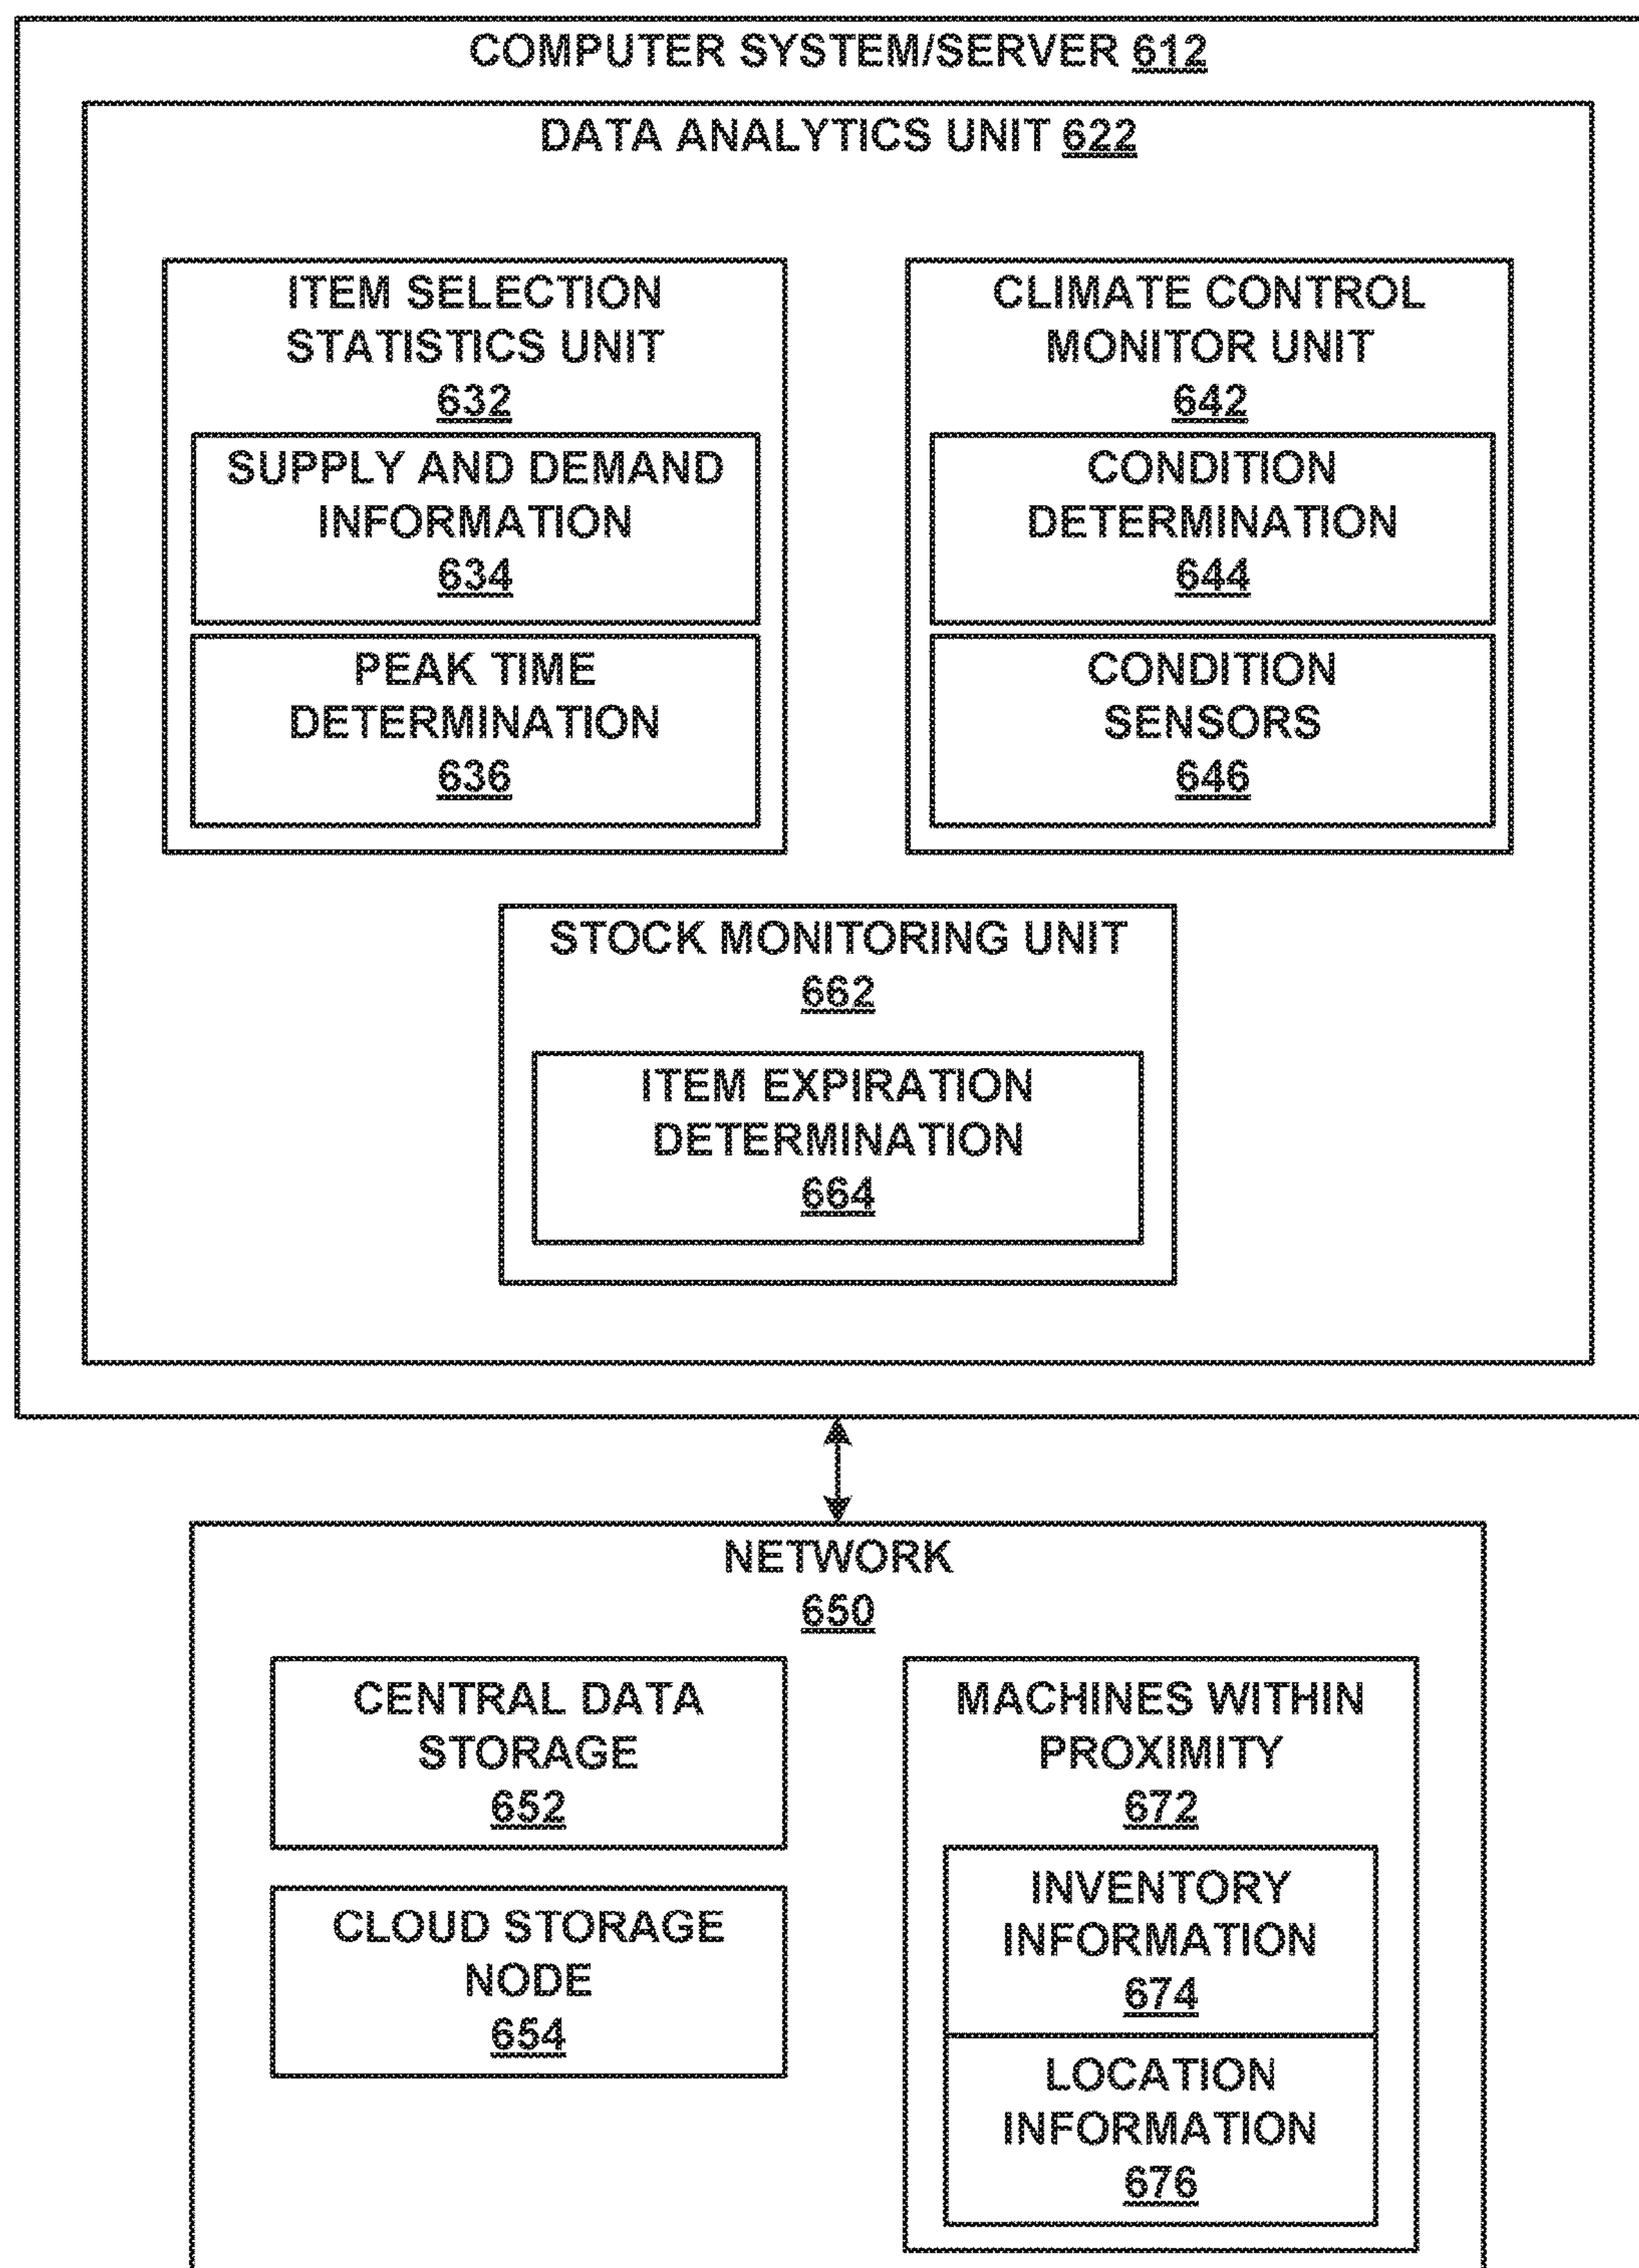 COMPUTER SYSTEM/SERVER 612
DATA ANALYTICS UNIT 622
ITEM SELECTION
STATISTICS UNIT
632
SUPPLY AND DEMAND
INFORMATION
634
PEAK TIME
DETERMINATION
636
CLIMATE CONTROL
MONITOR UNIT
642
CONDITION
DETERMINATION
644
CONDITION
SENSORS
646
STOCK MONITORING UNIT
662
ITEM EXPIRATION
DETERMINATION
664
NETWORK
650
CENTRAL DATA
STORAGE
652
CLOUD STORAGE
NODE
654
MACHINES WITHIN
PROXIMITY
672
INVENTORY
INFORMATION
674
LOCATION
INFORMATION
676